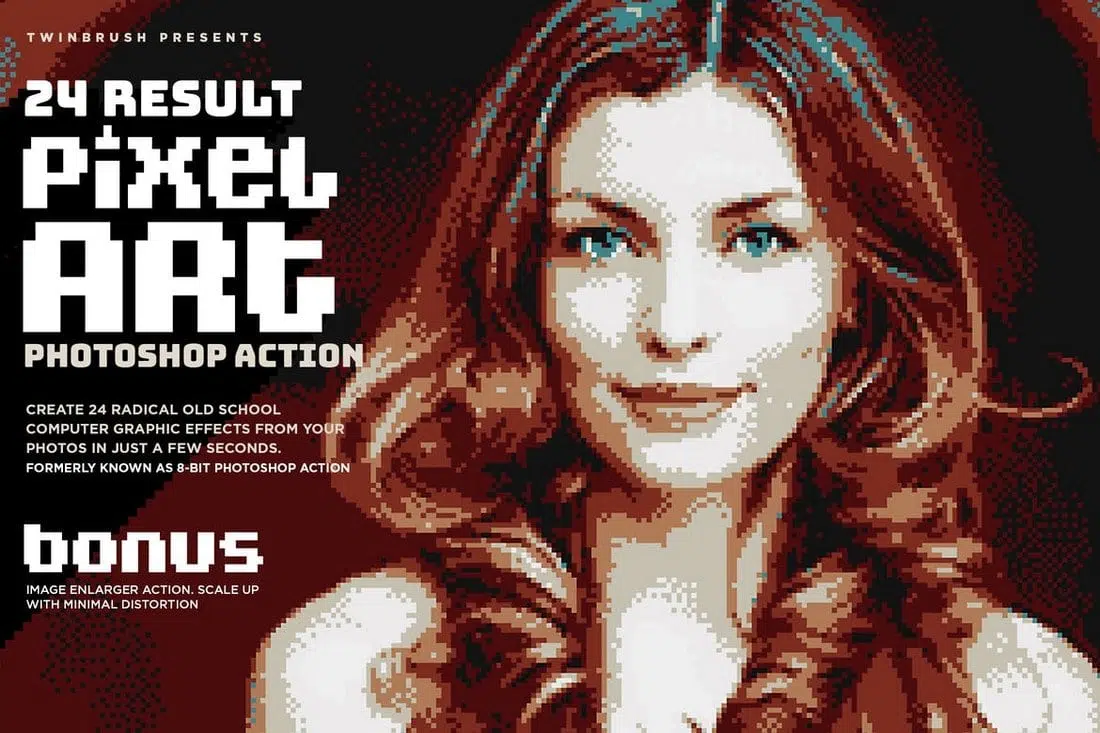 TWINBRUSH PRESENTS
24 RESULT
PixeL
ARt
PHOTOSHOP ACTION
CREATE 24 RADICAL OLD SCHOOL
COMPUTER GRAPHIC EFFECTS FROM YOUR
PHOTOS IN JUST A FEW SECONDS.
FORMERLY KNOWN AS 8-BIT PHOTOSHOP ACTION
bonus
IMAGE ENLARGER ACTION. SCALE UP
WITH MINIMAL DISTORTION